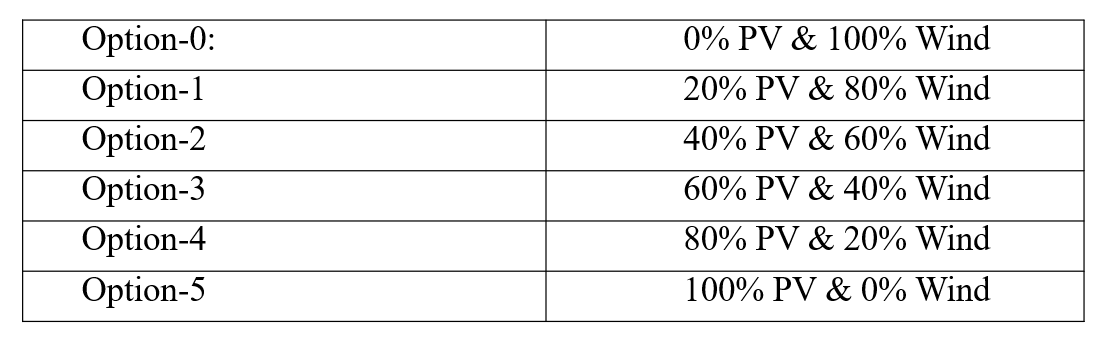 Option-0: 0% PV & 100% Wind
Option-1 20% PV & 80% Wind
Option-2 40% PV & 60% Wind
Option-3 60% PV & 40% Wind
Option-4 80% PV & 20% Wind
Option-5 100% PV & 0% Wind